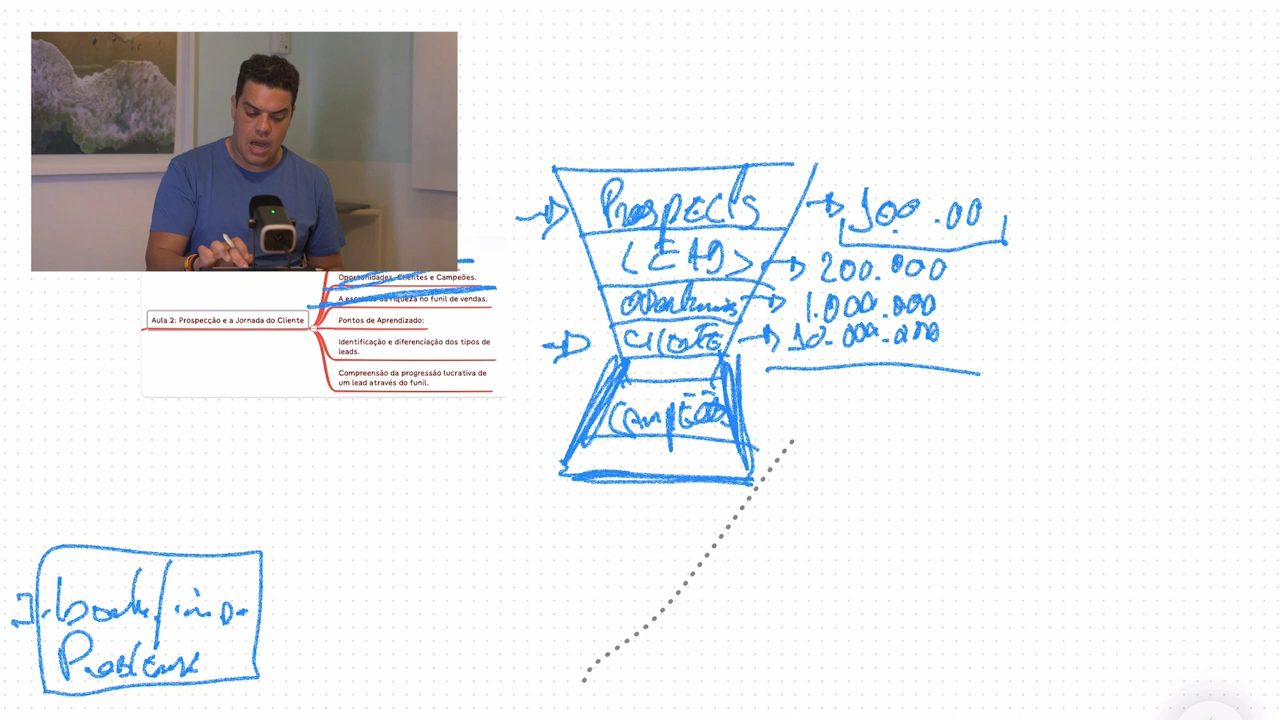 Oportunidades, Clientes e Campeões.
A escalada da riqueza no funil de vendas.
Aula 2: Prospecção e a Jornada do Cliente
Pontos de Aprendizado:
Identificação e diferenciação dos tipos de
leads.
Compreensão da progressão lucrativa de
um lead através do funil.
Prospects
100.00
LEAD
200.000
1.000.000
Cliente
10.000.000
Campeões
Problema